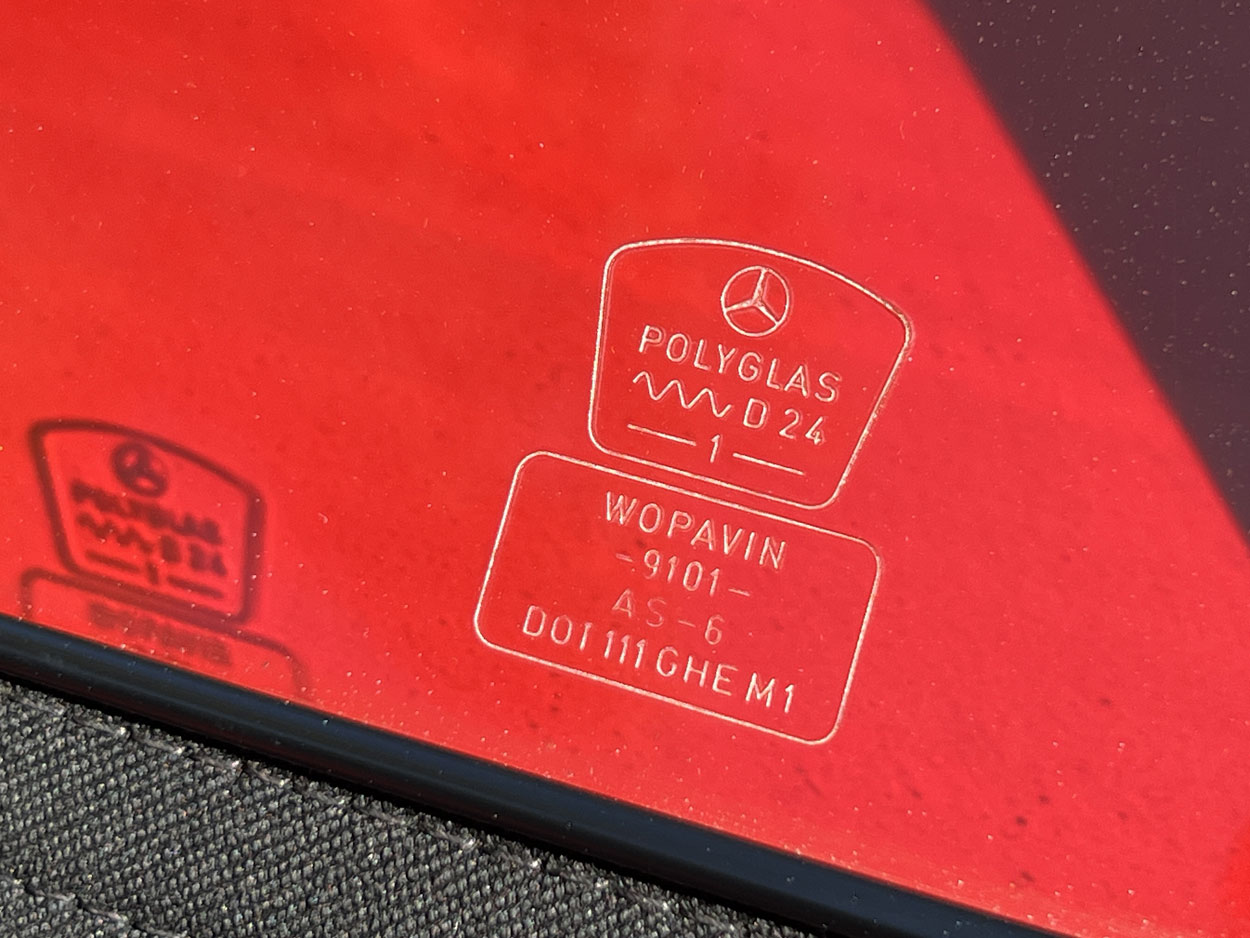 POLYGLAS
D 24
1
WOPAVIN
-9101-
AS-6
DOT 111 GHE M1